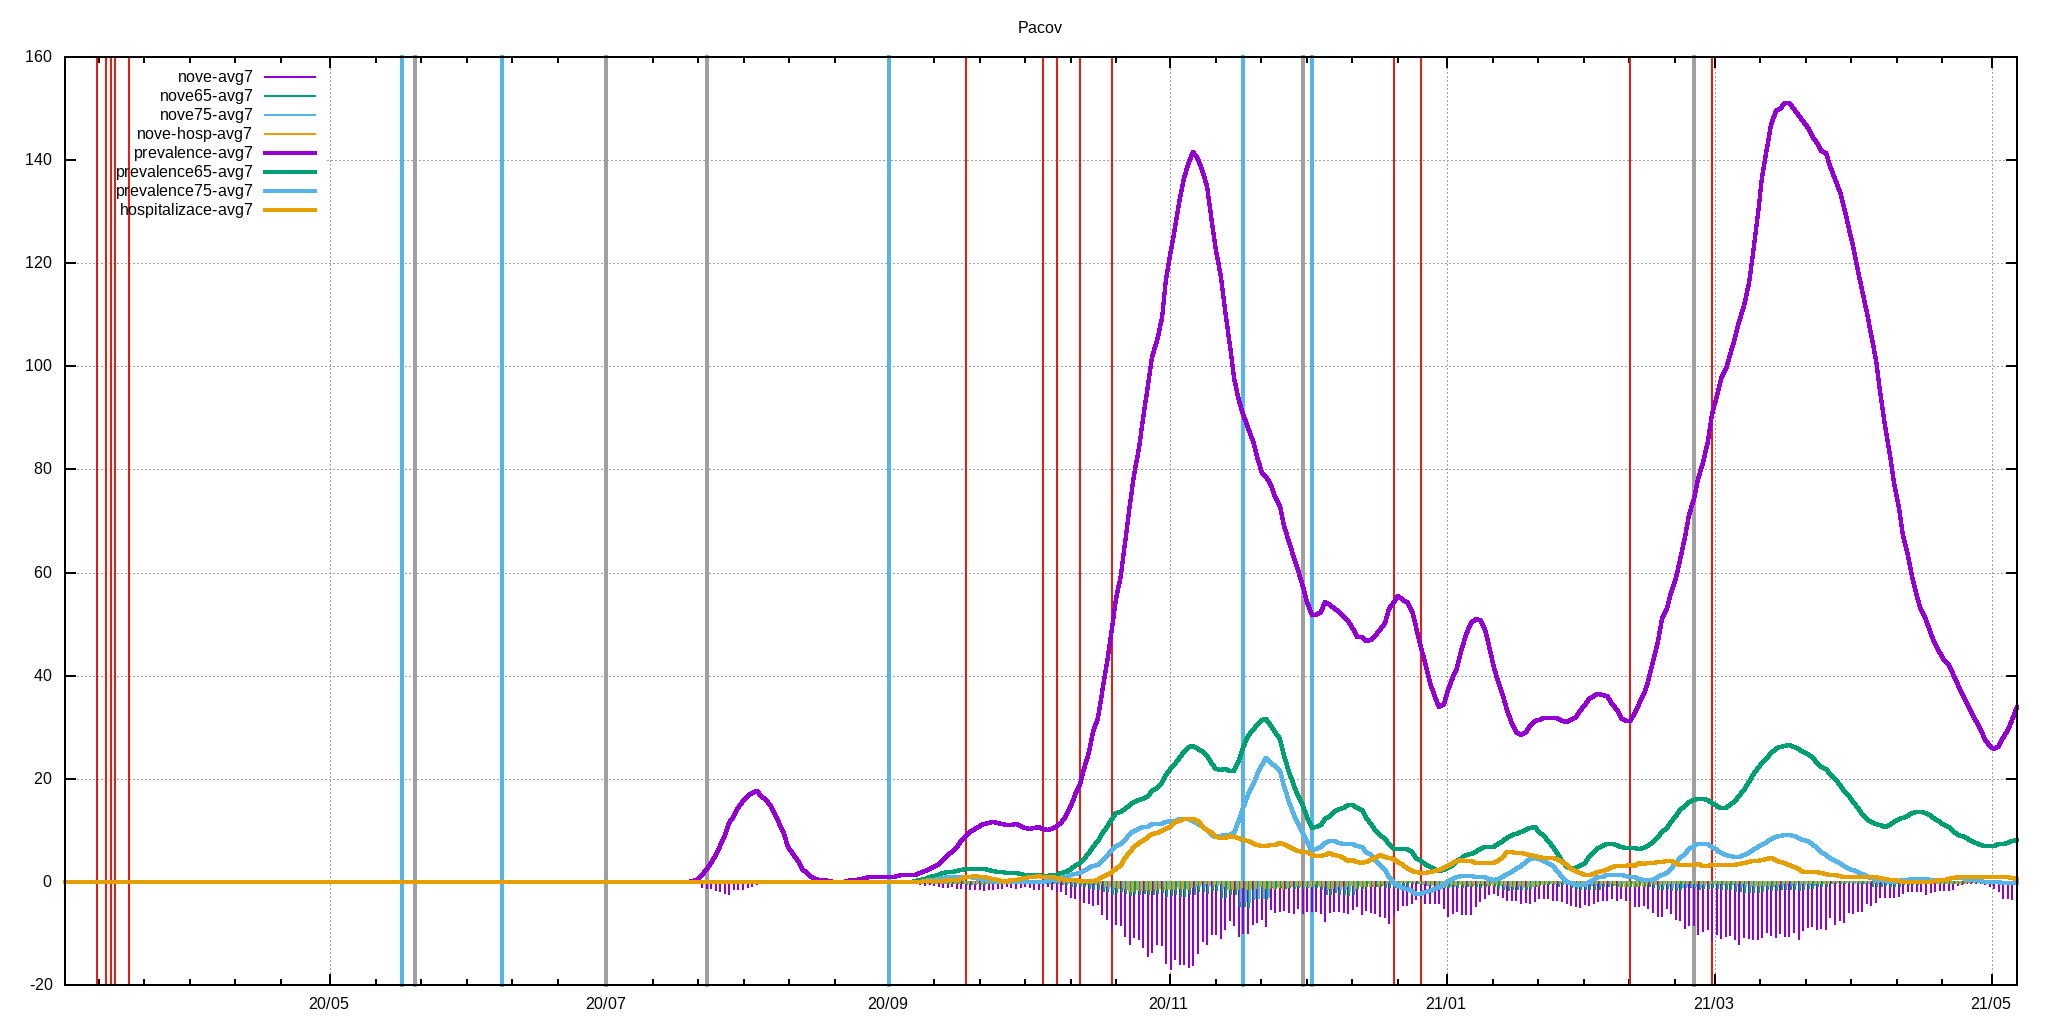 Pacov
160
140
120
100
80
60
40
20
0
-20
nove-avg7
nove65-avg7
nove75-avg7
nove-hosp-avg7
prevalence-avg7
prevalence65-avg7
prevalence75-avg7
hospitalizace-avg7
20/05 20/07 20/09 20/11 21/01 21/03 21/05